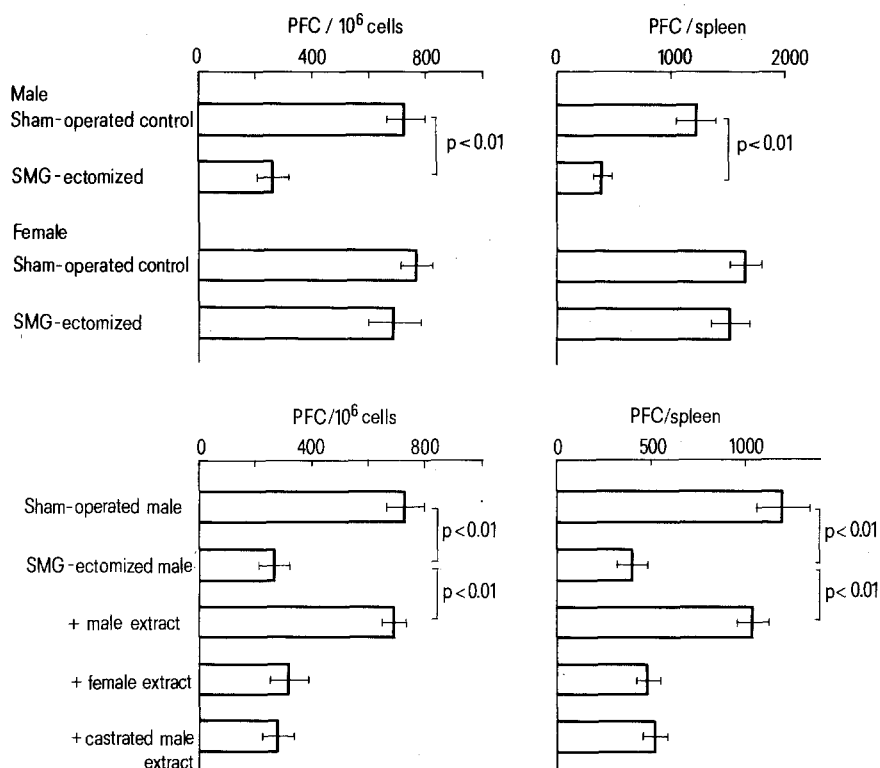 PFC / 10⁶ cells
PFC / spleen
0 400 800
0 1000 2000
Male
Sham-operated control
p<0.01
p<0.01
SMG-ectomized
Female
Sham-operated control
SMG-ectomized
PFC/10⁶ cells
PFC/spleen
0 400 800
0 500 1000
Sham-operated male
p<0.01
p<0.01
SMG-ectomized male
p<0.01
p<0.01
+ male extract
+ female extract
+ castrated male
extract